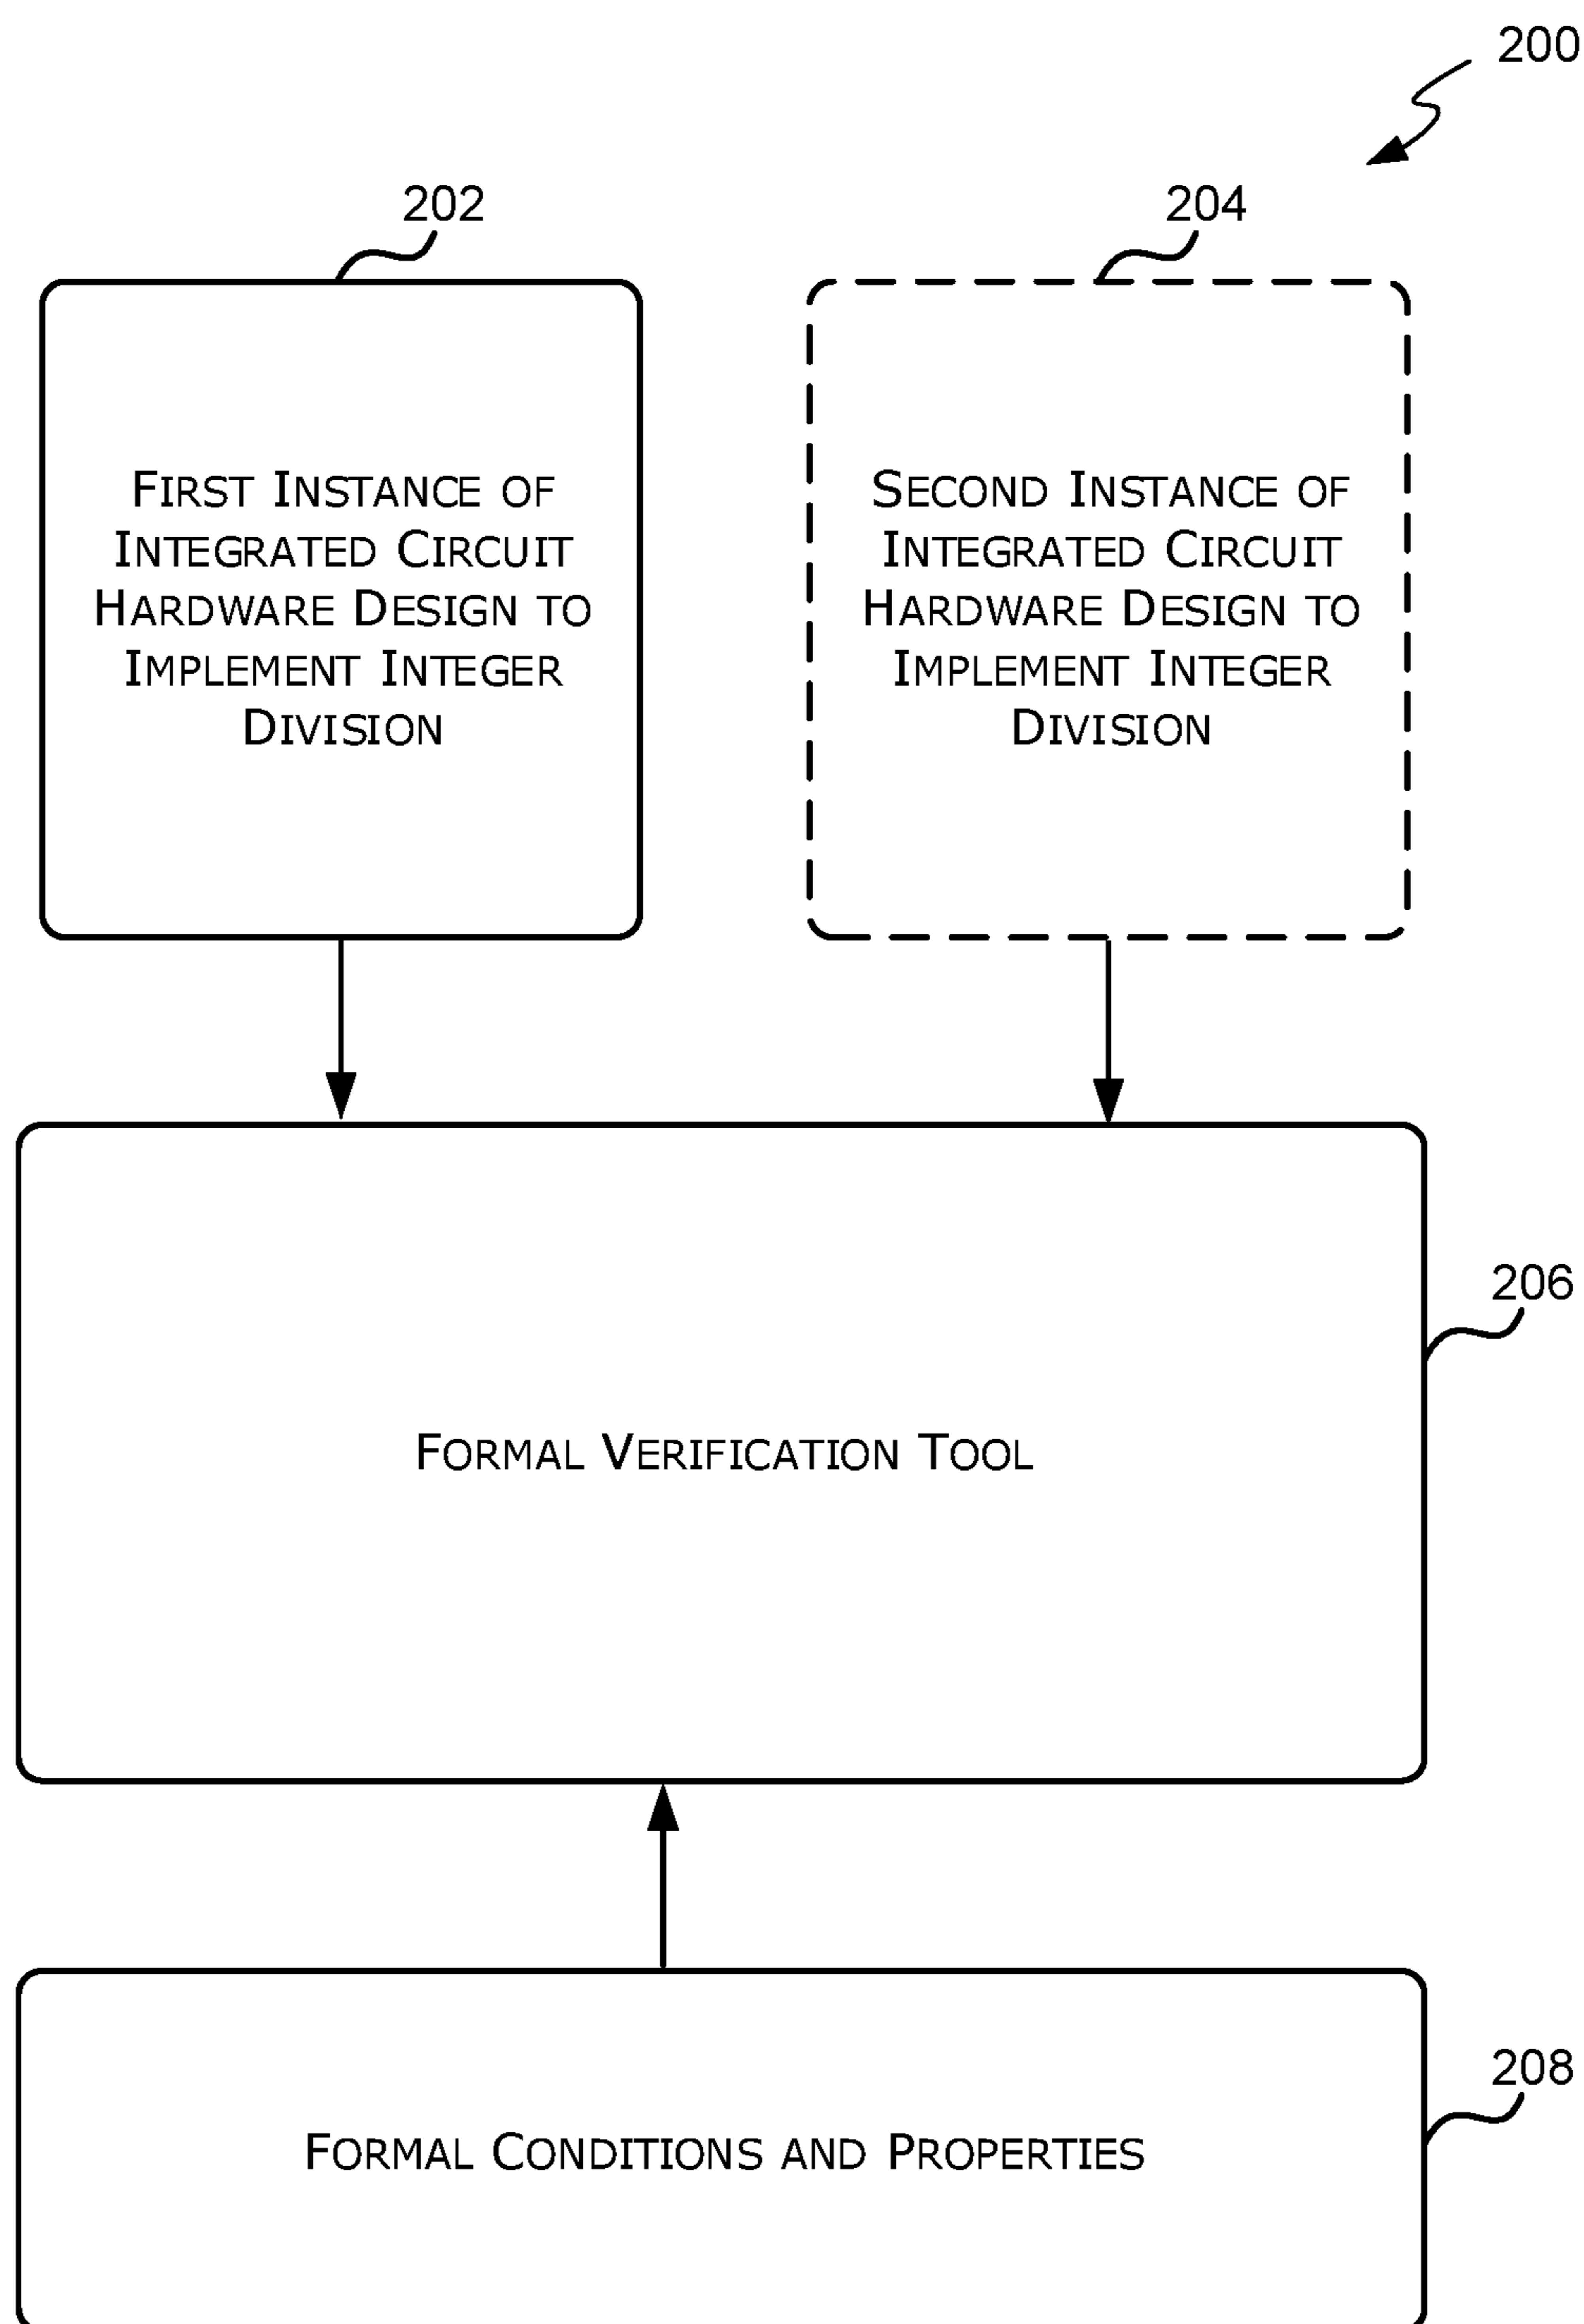 200
202
204
First Instance of
Integrated Circuit
Hardware Design to
Implement Integer
Division
Second Instance of
Integrated Circuit
Hardware Design to
Implement Integer
Division
206
Formal Verification Tool
208
Formal Conditions and Properties